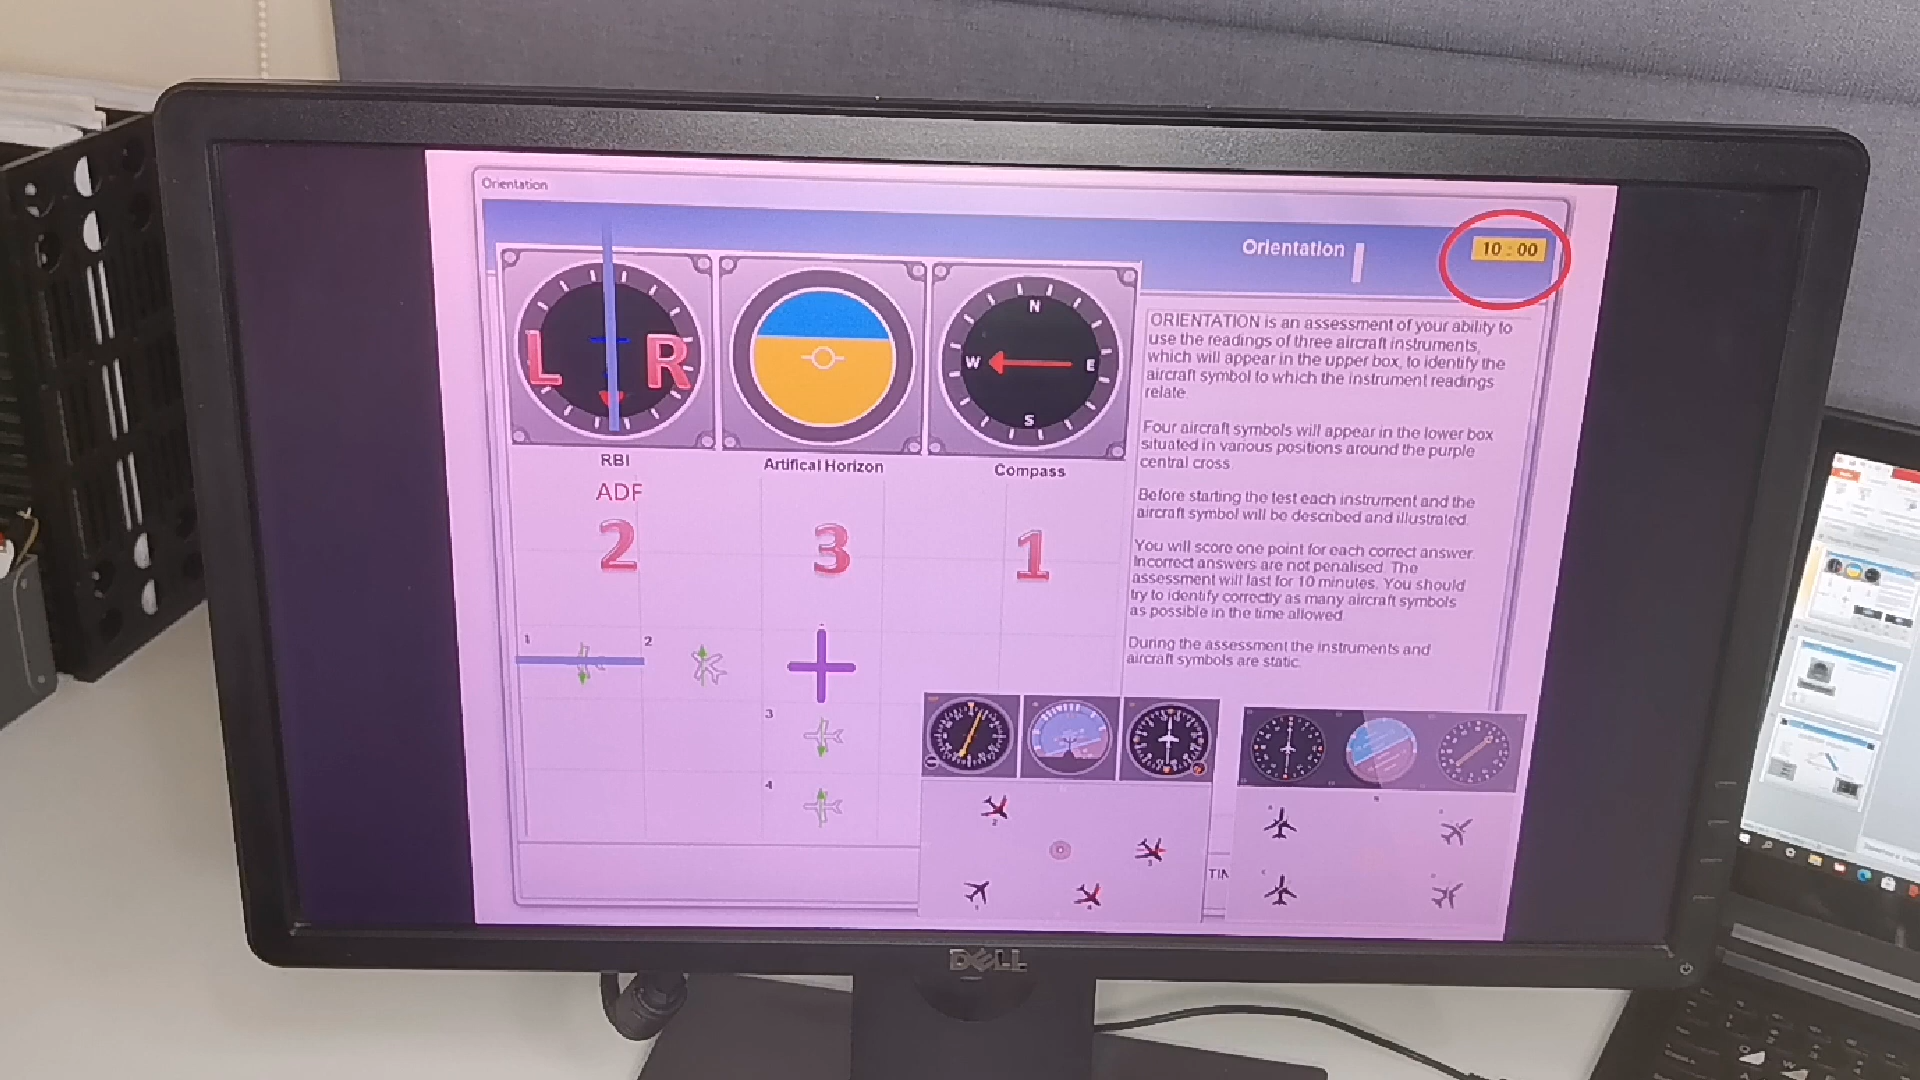 Orientation
Orientation
10 : 00
L R
N
W E
S
RBI
Artifical Horizon
Compass
ADF
2 3 1
ORIENTATION is an assessment of your ability to
use the readings of three aircraft instruments,
which will appear in the upper box, to identify the
aircraft symbol to which the instrument readings
relate.
Four aircraft symbols will appear in the lower box
situated in various positions around the purple
central cross.
Before starting the test each instrument and the
aircraft symbol will be described and illustrated.
You will score one point for each correct answer.
Incorrect answers are not penalised. The
assessment will last for 10 minutes. You should
try to identify correctly as many aircraft symbols
as possible in the time allowed.
During the assessment the instruments and
aircraft symbols are static.
1
2
3
4
TIM
DELL